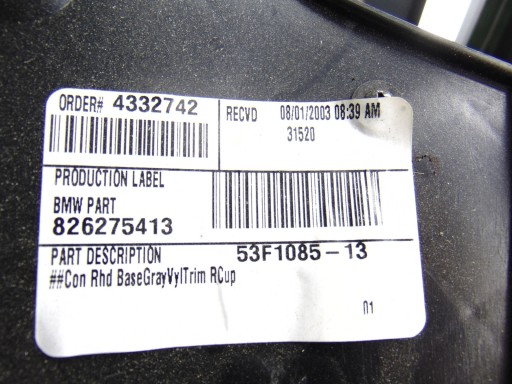 ORDER# 4332742
RECVD 08/01/2003 08:39 AM
31520
PRODUCTION LABEL
BMW PART
826275413
PART DESCRIPTION 53F1085-13
##Con Rhd BaseGrayVylTrim RCup
01